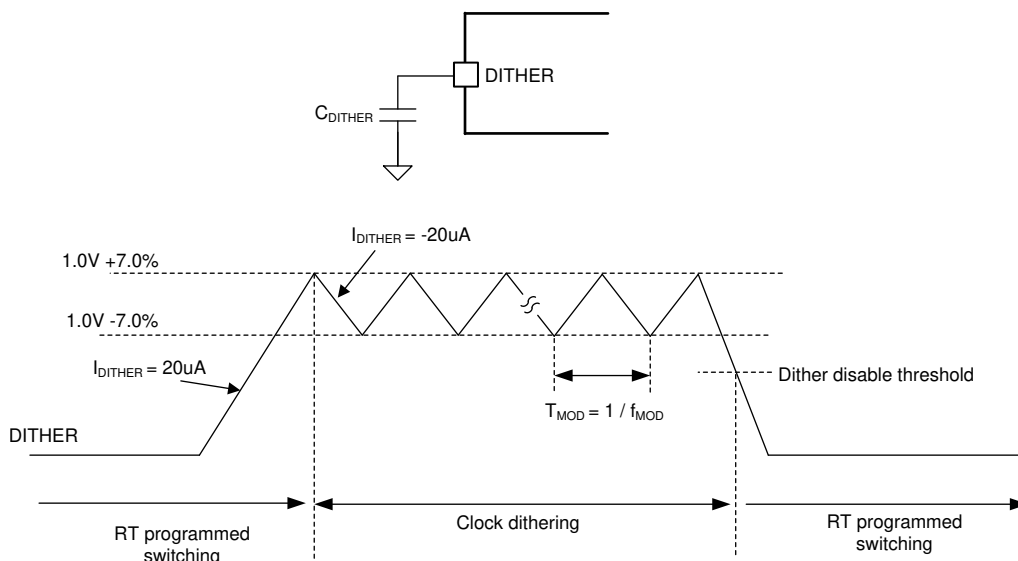 DITHER
CDITHER
IDITHER = -20uA
1.0V +7.0%
1.0V -7.0%
IDITHER = 20uA
Dither disable threshold
TMOD = 1 / fMOD
DITHER
RT programmed
switching
Clock dithering
RT programmed
switching